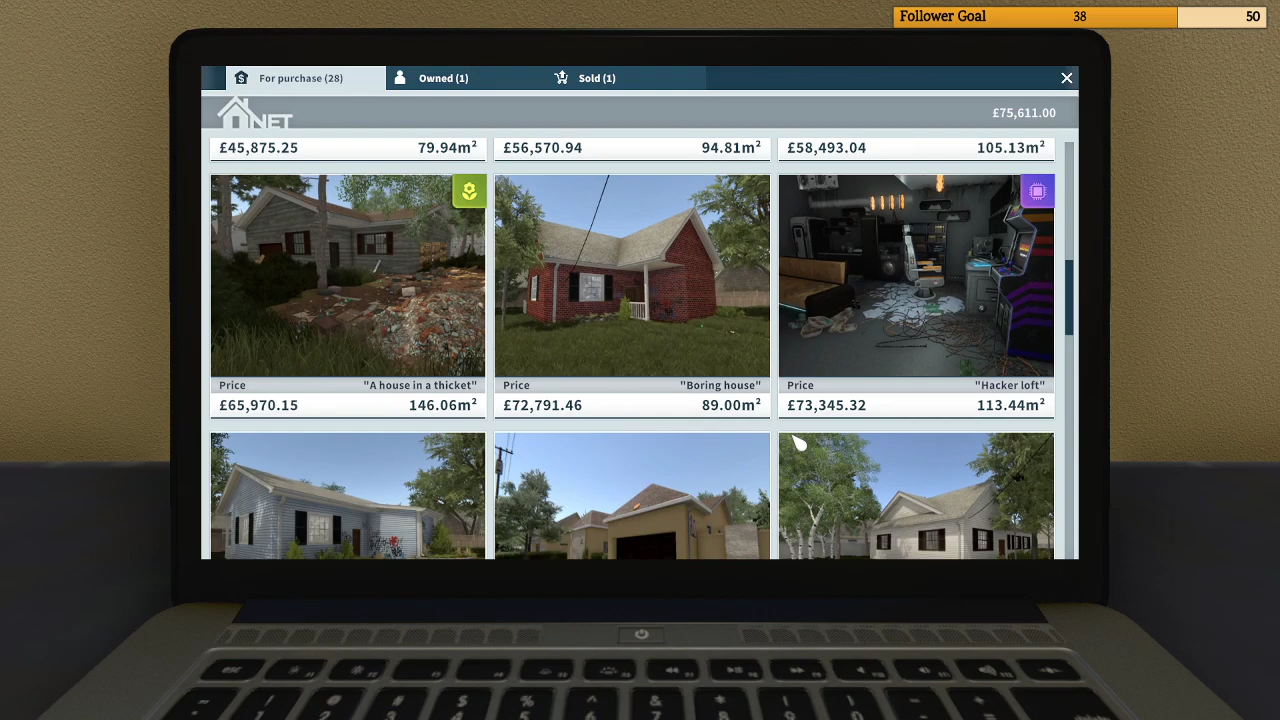 Follower Goal 38 50
For purchase (28) Owned (1) Sold (1)
NET £75,611.00
£45,875.25 79.94m² £56,570.94 94.81m² £58,493.04 105.13m²
Price "A house in a thicket" Price "Boring house" Price "Hacker loft"
£65,970.15 146.06m² £72,791.46 89.00m² £73,345.32 113.44m²
esc